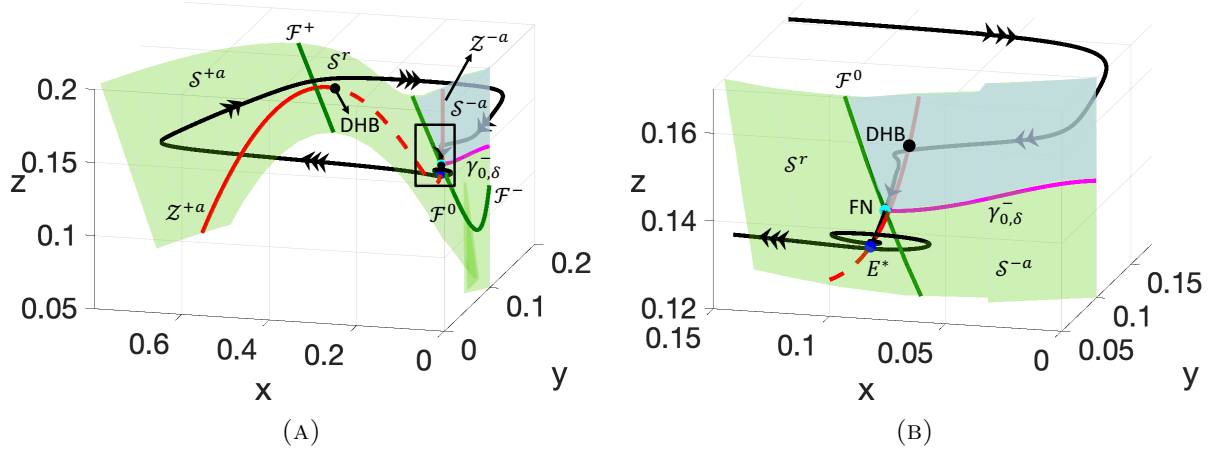 F⁺
S⁺ᵃ
Sʳ
Z⁻ᵃ
S⁻ᵃ
DHB
γ⁻₀,δ
F⁻
F⁰
Z⁺ᵃ
0.2
0.15
0.1
0.05
z
0.6
0.4
0.2
0
x
0
0.1
0.2
y
(A)
F⁰
DHB
Sʳ
FN
γ⁻₀,δ
E*
S⁻ᵃ
0.16
0.14
0.12
z
0.15
0.1
0.05
0
x
0.05
0.1
0.15
y
(B)